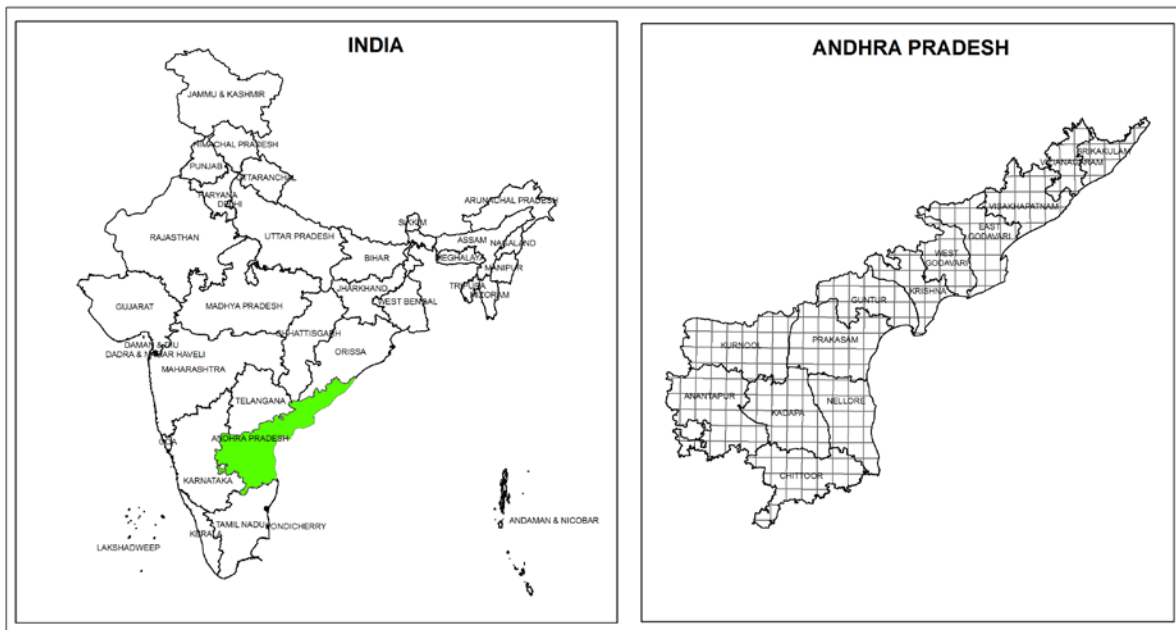 INDIA
JAMMU & KASHMIR
HIMACHAL PRADESH
PUNJAB
UTTARANCHAL
HARYANA
DELHI
ARUNACHAL PRADESH
SIKKIM
RAJASTHAN
UTTAR PRADESH
ASSAM
NAGALAND
BIHAR
MEGHALAYA
MANIPUR
TRIPURA
MIZORAM
JHARKHAND
WEST BENGAL
GUJARAT
MADHYA PRADESH
CHHATTISGARH
DAMAN & DIU
DADRA & NAGAR HAVELI
ORISSA
MAHARASHTRA
TELANGANA
GOA
ANDHRA PRADESH
KARNATAKA
ANDAMAN & NICOBAR
TAMIL NADU
PONDICHERRY
KERALA
LAKSHADWEEP
ANDHRA PRADESH
SRIKAKULAM
VIZIANAGARAM
VISAKHAPATNAM
EAST
GODAVARI
WEST
GODAVARI
KRISHNA
GUNTUR
PRAKASAM
KURNOOL
ANANTAPUR
KADAPA
NELLORE
CHITTOOR